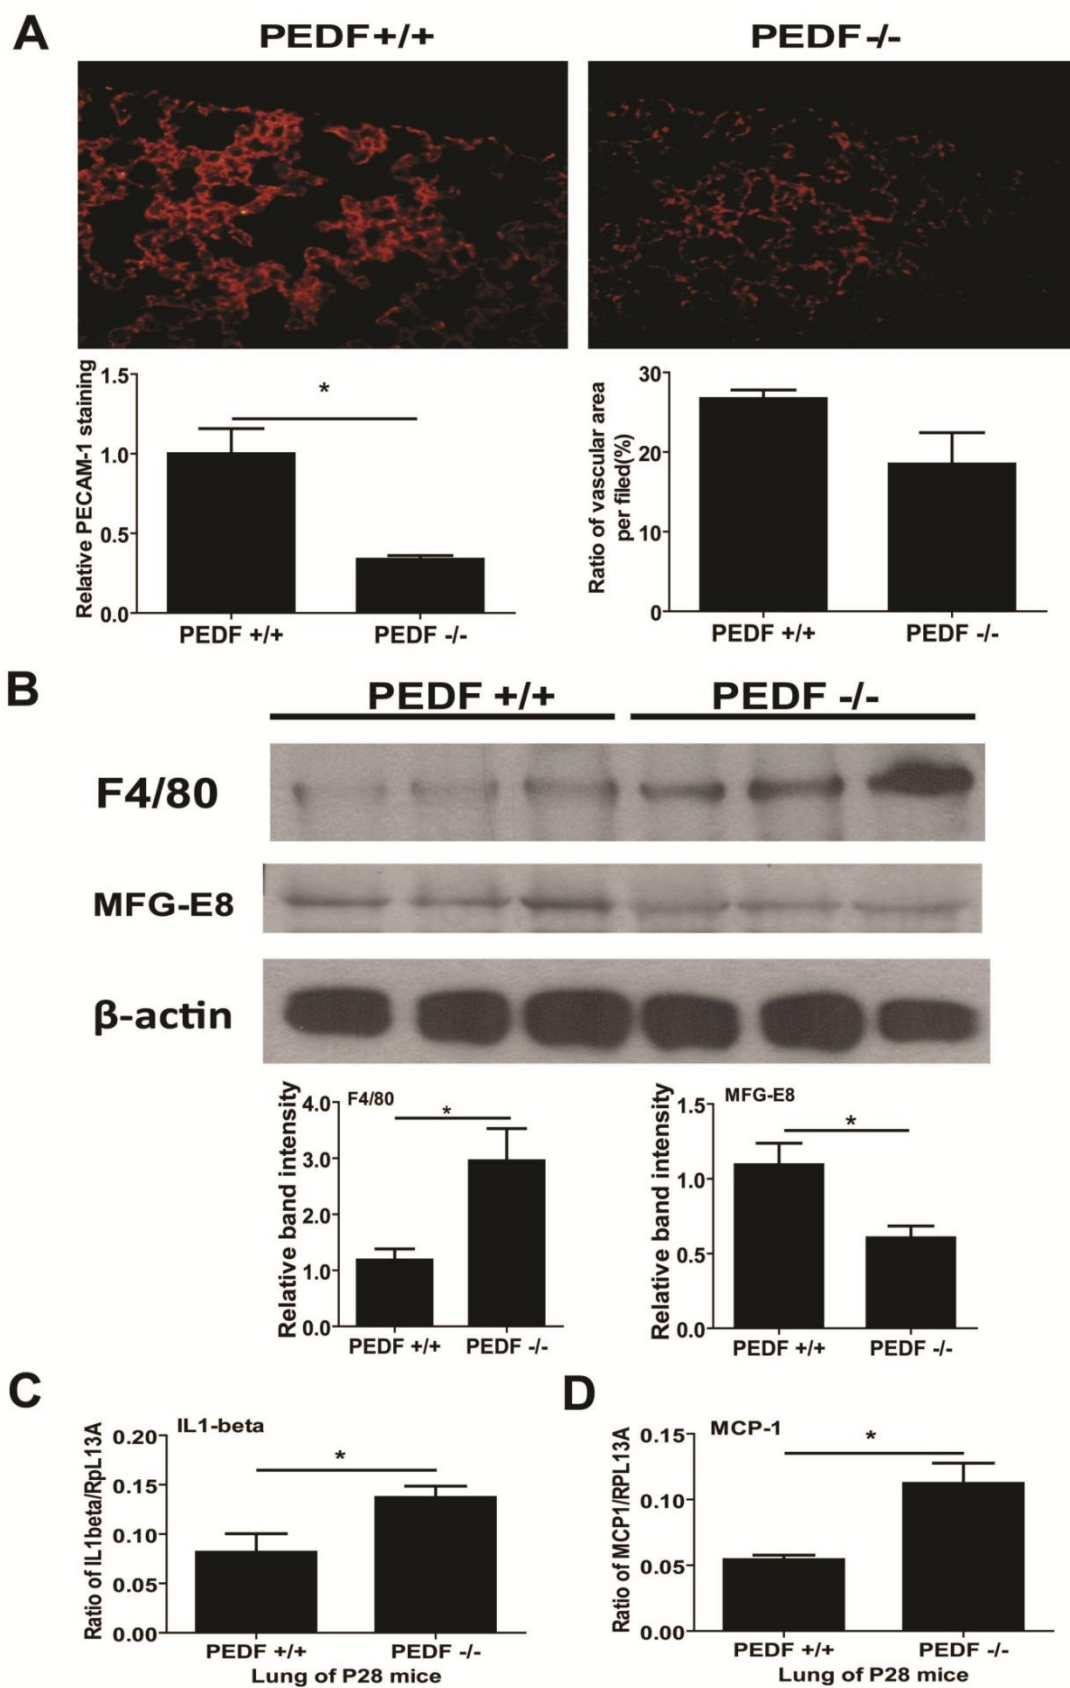 A
PEDF+/+
PEDF-/-
Relative PECAM-1 staining
1.5
1.0
0.5
0.0
*
PEDF +/+
PEDF -/-
Ratio of vascular area
per filed(%)
30
20
10
0
PEDF +/+
PEDF -/-
B
PEDF +/+
PEDF -/-
F4/80
MFG-E8
β-actin
Relative band intensity
4.0
3.0
2.0
1.0
0.0
F4/80
*
PEDF +/+
PEDF -/-
Relative band intensity
1.5
1.0
0.5
0.0
MFG-E8
*
PEDF +/+
PEDF -/-
C
Ratio of IL1beta/RpL13A
0.20
0.15
0.10
0.05
0.00
IL1-beta
*
PEDF +/+
PEDF -/-
Lung of P28 mice
D
Ratio of MCP1/RPL13A
0.15
0.10
0.05
0.00
MCP-1
*
PEDF +/+
PEDF -/-
Lung of P28 mice